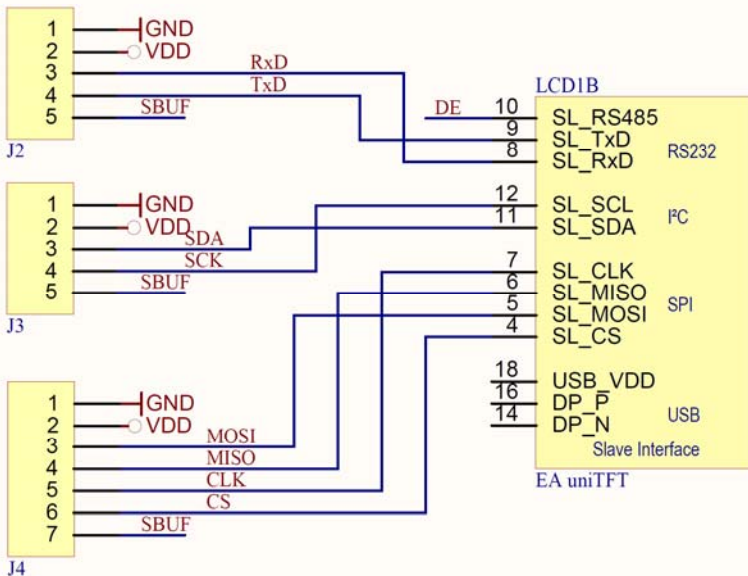 1 GND
2 VDD
3 RxD
4 TxD
5 SBUF
J2
1 GND
2 VDD
3 SDA
4 SCK
5 SBUF
J3
1 GND
2 VDD
3 MOSI
4 MISO
5 CLK
6 CS
7 SBUF
J4
LCD1B
DE 10 SL_RS485
9 SL_TxD
8 SL_RxD
RS232
12 SL_SCL
11 SL_SDA
I²C
7 SL_CLK
6 SL_MISO
5 SL_MOSI
4 SL_CS
SPI
18 USB_VDD
16 DP_P
14 DP_N
USB
Slave Interface
EA uniTFT